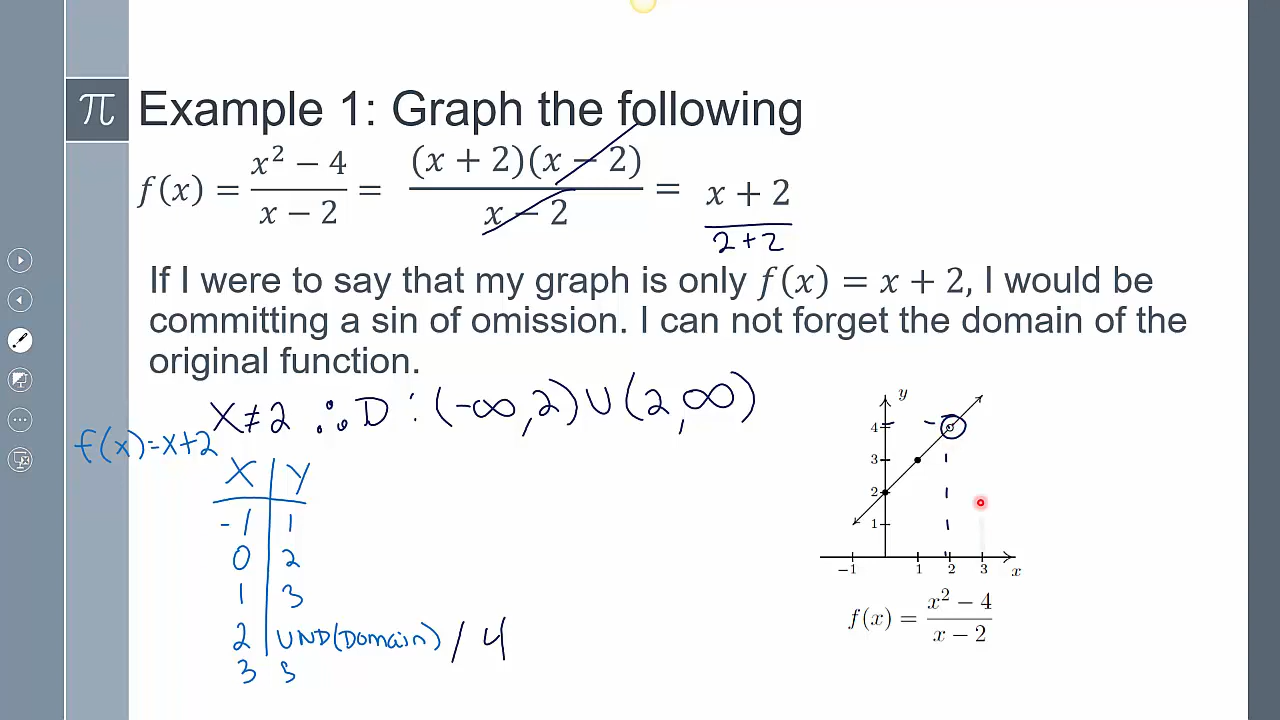 π Example 1: Graph the following
f(x) = \frac{x² − 4}{x − 2} = \frac{(x + 2)(x − 2)}{x − 2} = x + 2
2+2
If I were to say that my graph is only f(x) = x + 2, I would be
committing a sin of omission. I can not forget the domain of the
original function.
X≠2 ∴ D : (-∞,2) ∪ (2,∞)
f(x)=x+2
X | Y
-1 | 1
0 | 2
1 | 3
2 | UND(Domain) / 4
3 5
y
4
3
2
1
−1 1 2 3 x
f(x) = \frac{x² − 4}{x − 2}